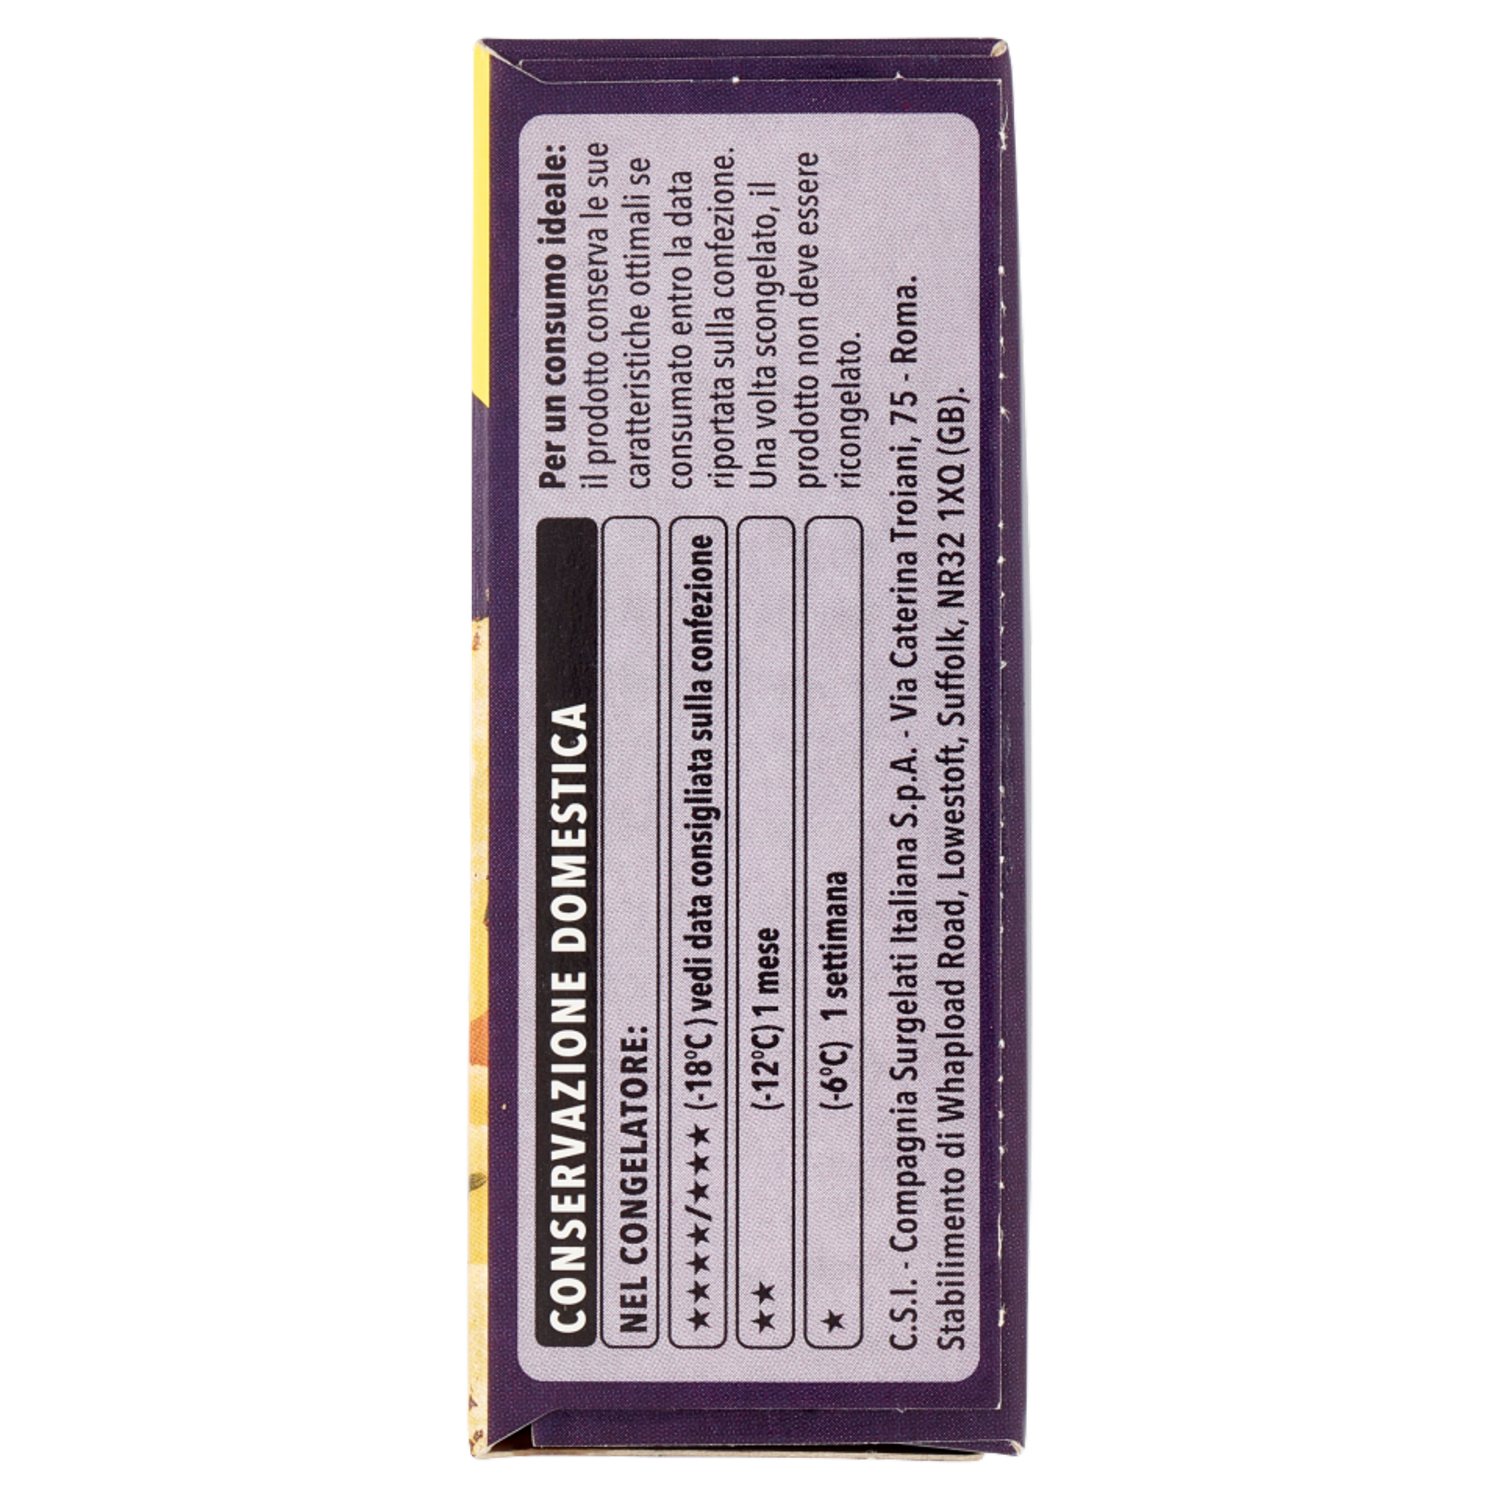 CONSERVAZIONE DOMESTICA
NEL CONGELATORE:
★★★★/★★★ (-18°C) vedi data consigliata sulla confezione
★★ (-12°C) 1 mese
★ (-6°C) 1 settimana
Per un consumo ideale:
il prodotto conserva le sue
caratteristiche ottimali se
consumato entro la data
riportata sulla confezione.
Una volta scongelato, il
prodotto non deve essere
ricongelato.
C.S.I. - Compagnia Surgelati Italiana S.p.A. - Via Caterina Troiani, 75 - Roma.
Stabilimento di Whapload Road, Lowestoft, Suffolk, NR32 1XQ (GB).